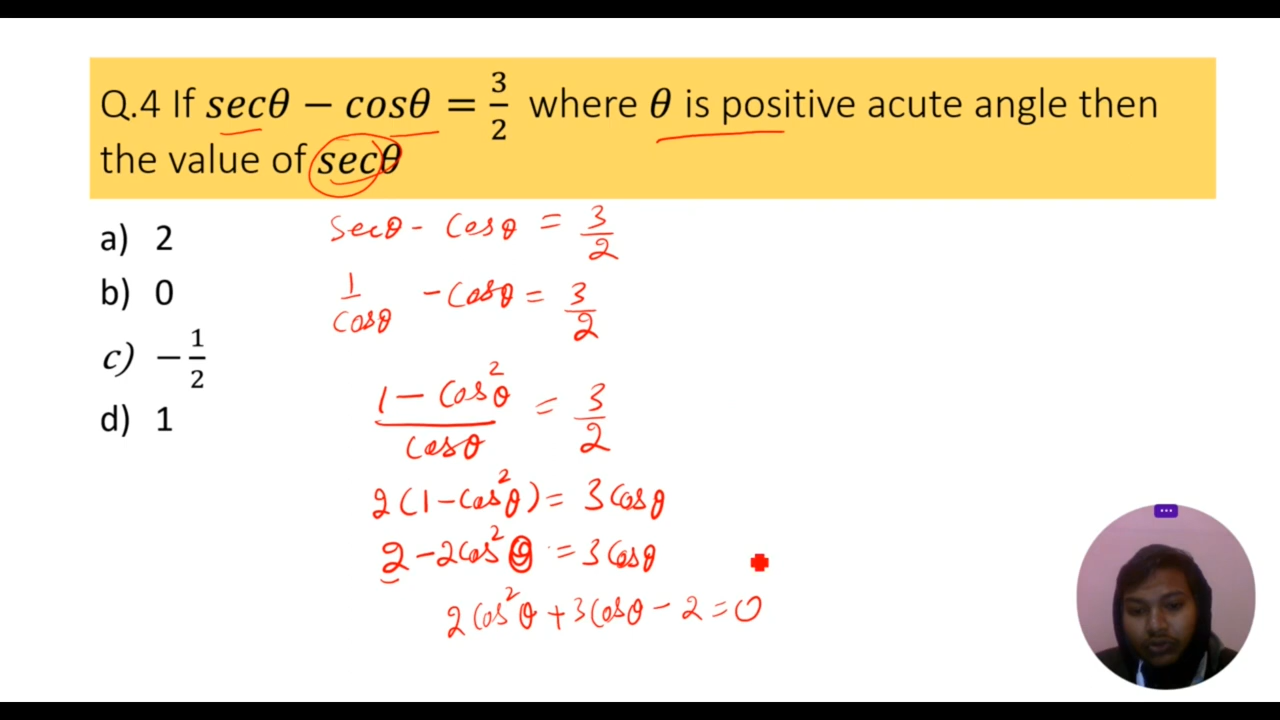 Q.4 If secθ − cosθ = 3/2 where θ is positive acute angle then
the value of secθ
a) 2
b) 0
c) −1/2
d) 1
secθ - cosθ = 3/2
1/cosθ - cosθ = 3/2
(1 - cos²θ)/cosθ = 3/2
2(1 - cos²θ) = 3cosθ
2 - 2cos²θ = 3cosθ
2cos²θ + 3cosθ - 2 = 0